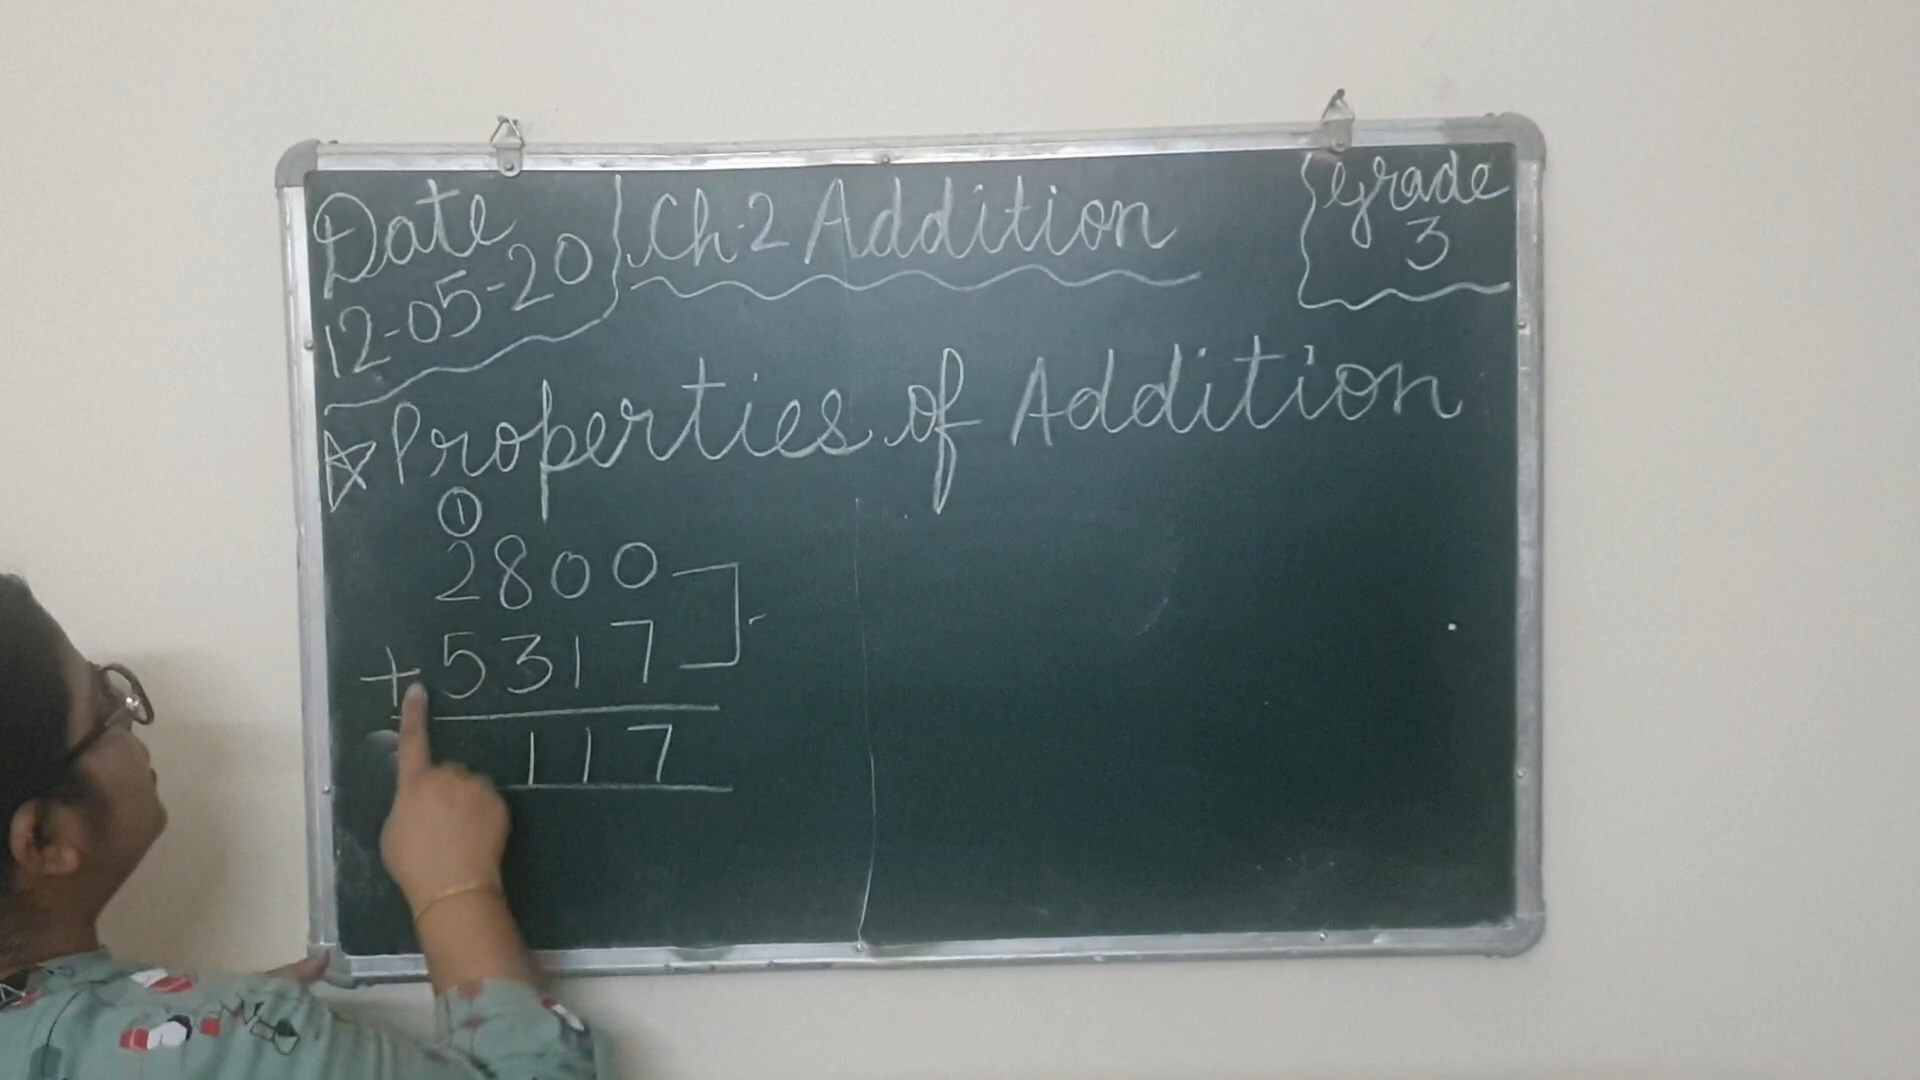 Date
12-05-20
Ch-2 Addition
Grade
3
Properties of Addition
1
2800
+5317
117